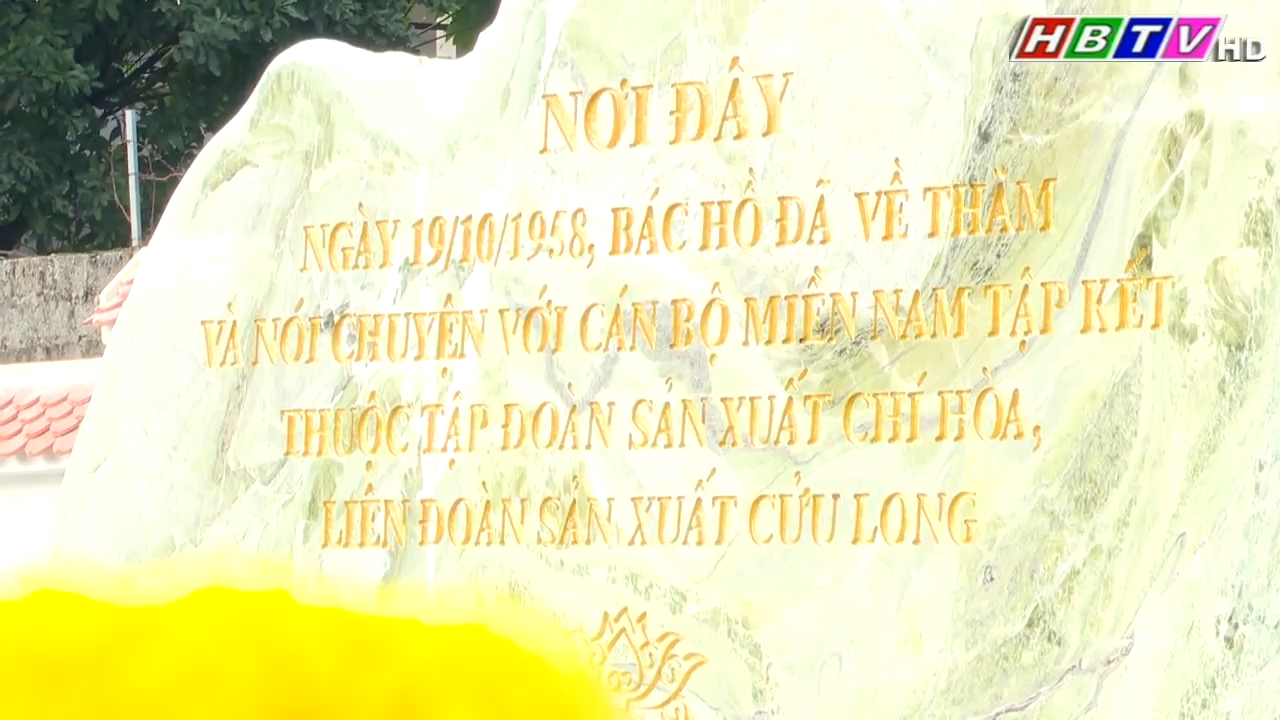 HBTV HD
NƠI ĐÂY
NGÀY 19/10/1958, BÁC HỒ ĐÃ VỀ THĂM
VÀ NÓI CHUYỆN VỚI CÁN BỘ MIỀN NAM TẬP KẾT
THUỘC TẬP ĐOÀN SẢN XUẤT CHÍ HÒA,
LIÊN ĐOÀN SẢN XUẤT CỬU LONG